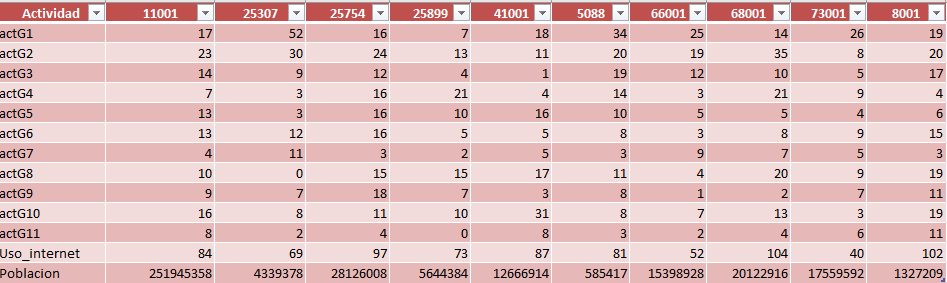 Actividad 11001 25307 25754 25899 41001 5088 66001 68001 73001 8001
actG1 17 52 16 7 18 34 25 14 26 19
actG2 23 30 24 13 11 20 19 35 8 20
actG3 14 9 12 4 1 19 12 10 5 17
actG4 7 3 16 21 4 14 3 21 9 4
actG5 13 3 16 10 16 10 5 5 4 6
actG6 13 12 16 5 5 8 3 8 9 15
actG7 4 11 3 2 5 3 9 7 5 3
actG8 10 0 15 15 17 11 4 20 9 19
actG9 9 7 18 7 3 8 1 2 7 11
actG10 16 8 11 10 31 8 7 13 3 19
actG11 8 2 4 0 8 3 2 4 6 11
Uso_internet 84 69 97 73 87 81 52 104 40 102
Poblacion 251945358 4339378 28126008 5644384 12666914 585417 15398928 20122916 17559592 1327209